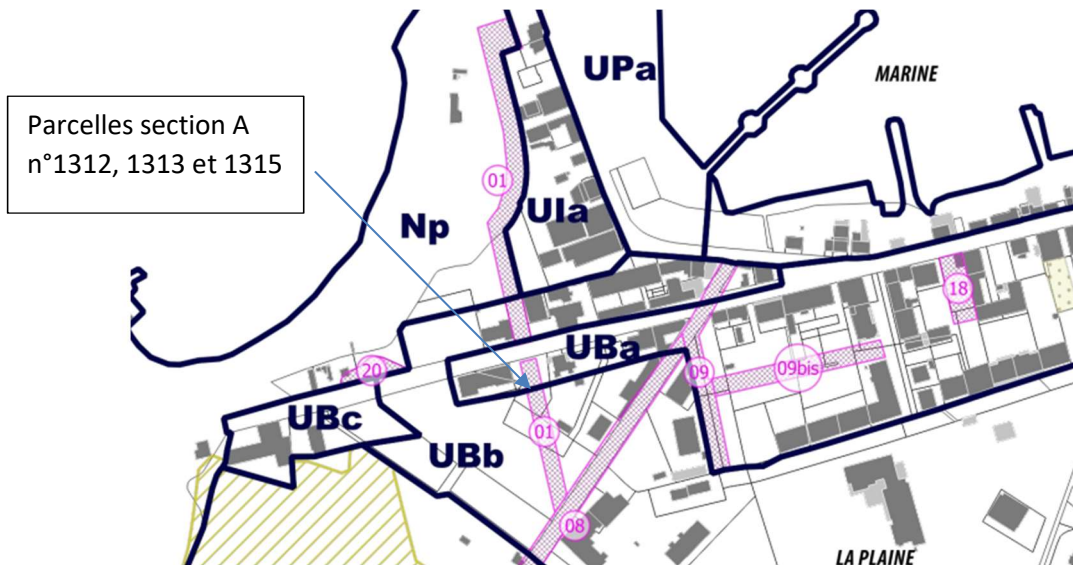 Parcelles section A
n°1312, 1313 et 1315
UPa
MARINE
01
Np
UIa
18
UBa
20
09
09bis
UBc
01
UBb
08
LA PLAINE